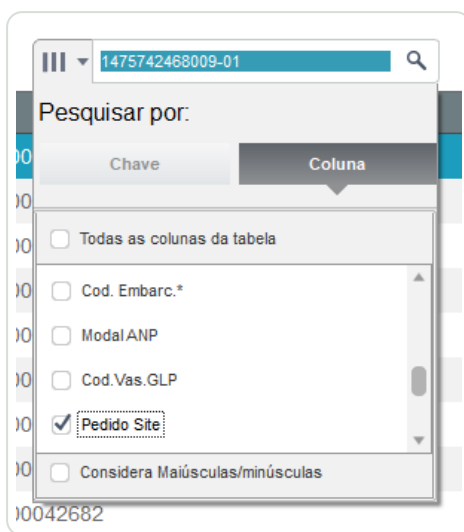 1475742468009-01
Pesquisar por:
Chave
Coluna
Todas as colunas da tabela
Cod. Embarc.*
Modal ANP
Cod.Vas.GLP
Pedido Site
Considera Maiúsculas/minúsculas
00042682